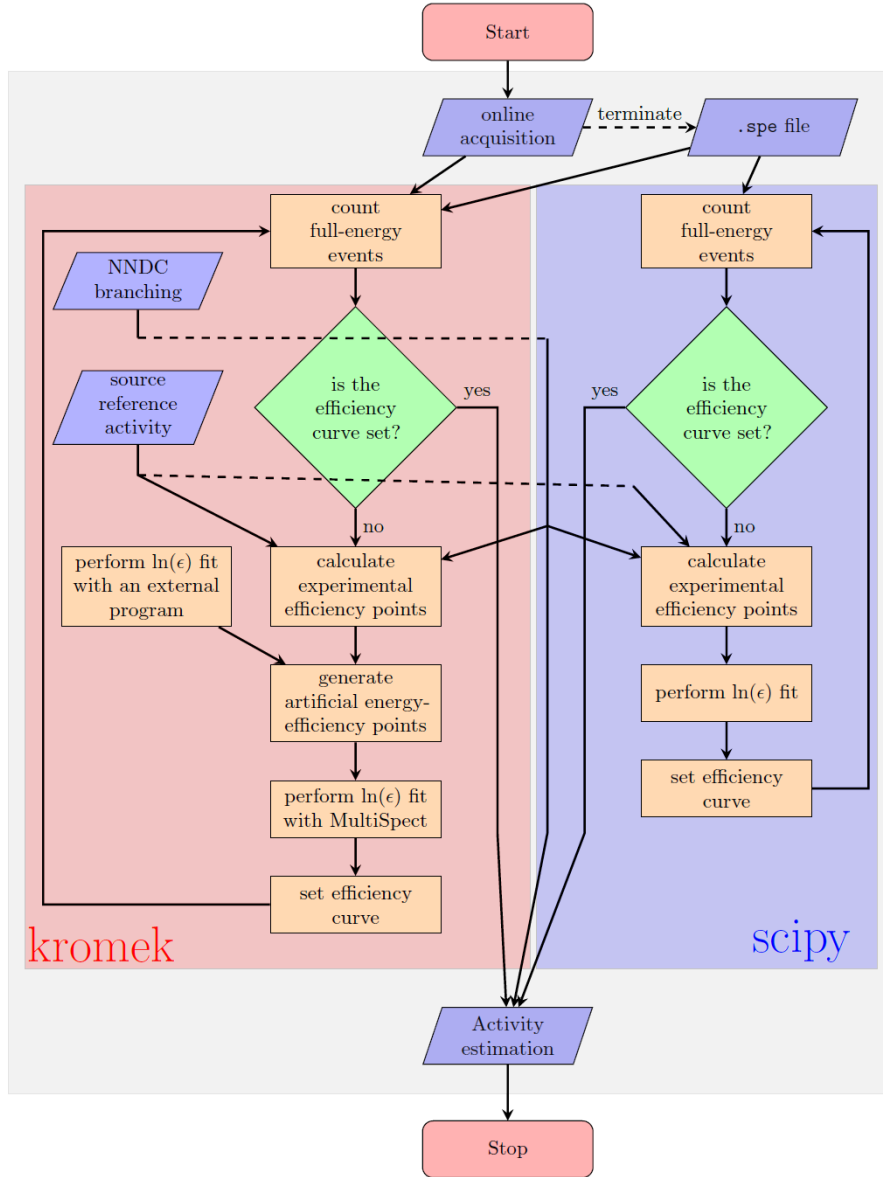 Start
online
acquisition
terminate
.spe file
count
full-energy
events
count
full-energy
events
NNDC
branching
is the
efficiency
curve set?
yes
yes
is the
efficiency
curve set?
source
reference
activity
no
no
perform ln(ϵ) fit
with an external
program
calculate
experimental
efficiency points
calculate
experimental
efficiency points
generate
artificial energy-
efficiency points
perform ln(ϵ) fit
perform ln(ϵ) fit
with MultiSpect
set efficiency
curve
set efficiency
curve
kromek
scipy
Activity
estimation
Stop